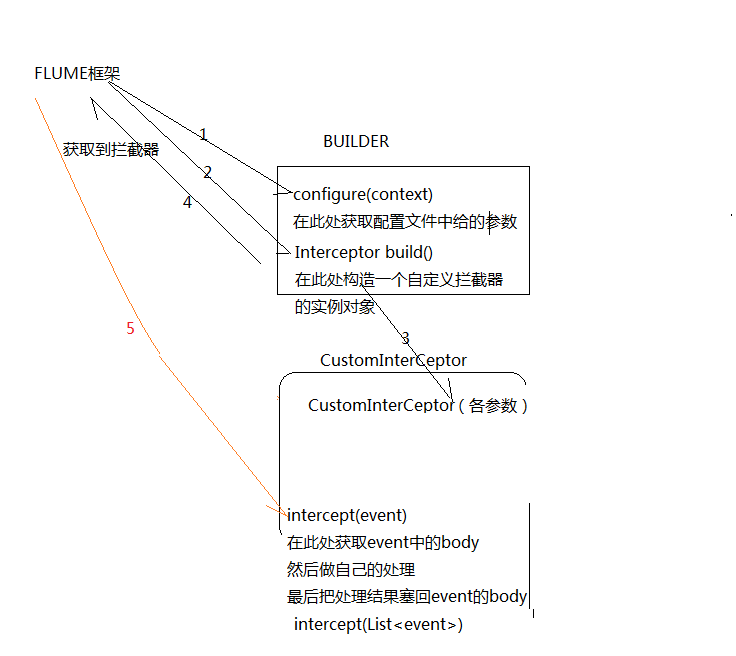 FLUME框架
1
BUILDER
获取到拦截器
2
configure(context)
4
在此处获取配置文件中给的参数
Interceptor build()
在此处构造一个自定义拦截器
的实例对象
5
3
CustomInterCeptor
CustomInterCeptor（各参数）
intercept(event)
在此处获取event中的body
然后做自己的处理
最后把处理结果塞回event的body
intercept(List<event>)